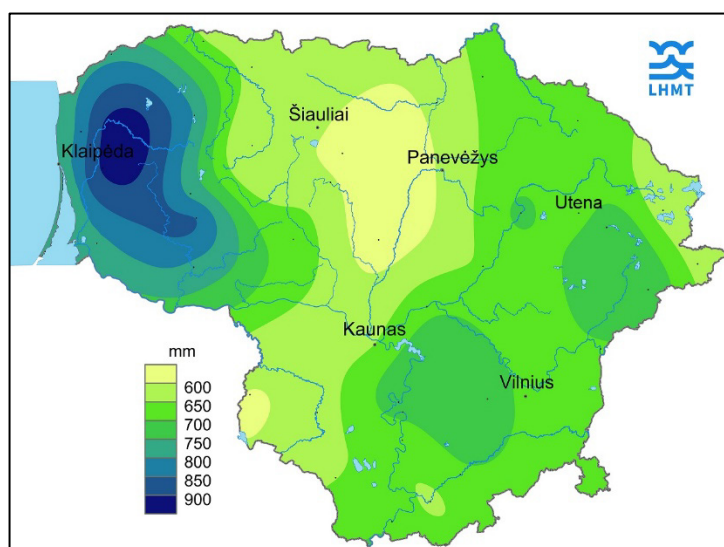 LHMT
Šiauliai
Klaipėda
Panevėžys
Utena
Kaunas
Vilnius
mm
600
650
700
750
800
850
900